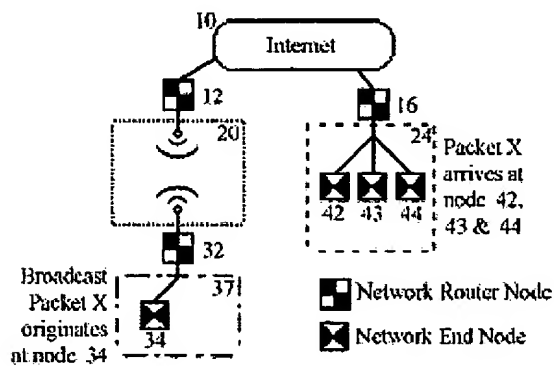 10
Internet
12
16
20
24
Packet X
arrives at
node 42,
43 & 44
42 43 44
32
Broadcast
Packet X
originates
at node 34
37
34
Network Router Node
Network End Node